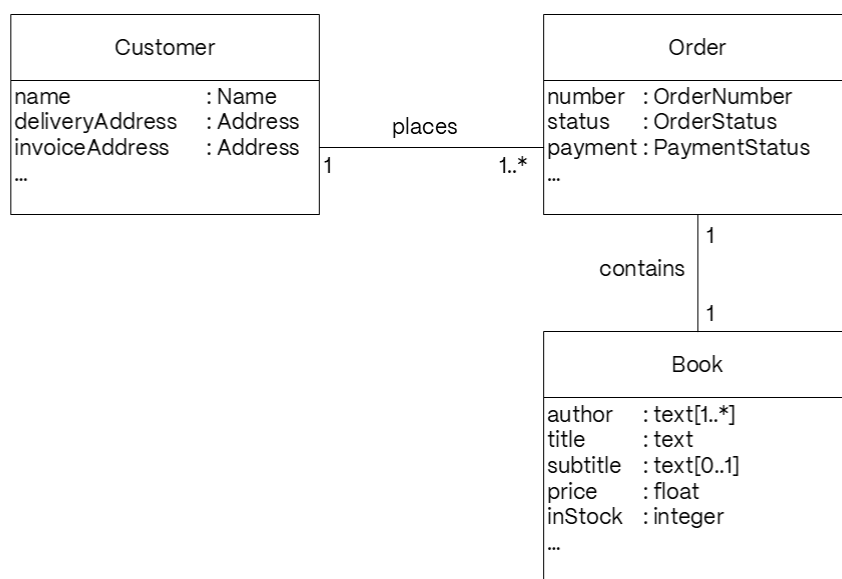 Customer
name : Name
deliveryAddress : Address
invoiceAddress : Address
...
places
1
1..*
Order
number : OrderNumber
status : OrderStatus
payment : PaymentStatus
...
1
contains
1
Book
author : text[1..*]
title : text
subtitle : text[0..1]
price : float
inStock : integer
...